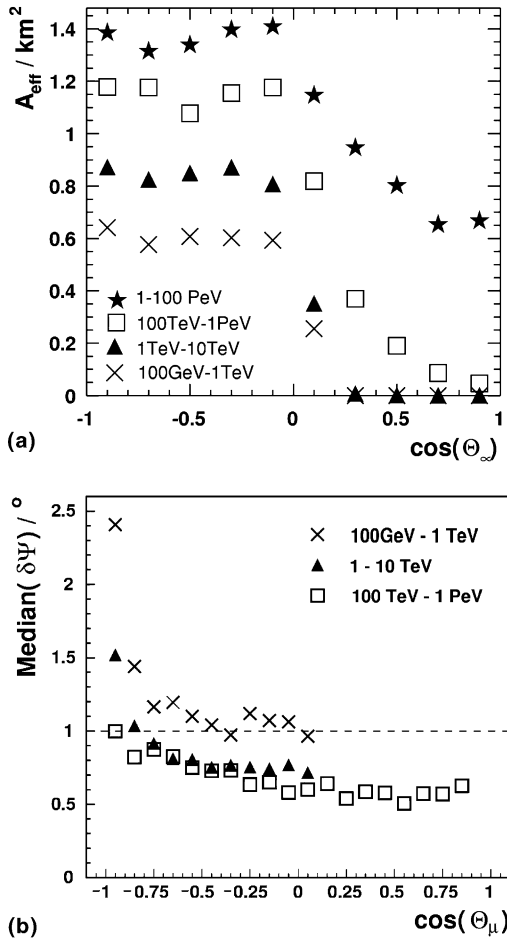 A_eff / km²
1.4
1.2
1
0.8
0.6
0.4
0.2
0
1-100 PeV
100TeV-1PeV
1TeV-10TeV
100GeV-1TeV
-1 -0.5 0 0.5 1
(a)
cos(Θ_∞)
Median(δΨ) / °
2.5
2
1.5
1
0.5
0
100GeV - 1 TeV
1 - 10 TeV
100 TeV - 1 PeV
-1 -0.75 -0.5 -0.25 0 0.25 0.5 0.75 1
(b)
cos(Θ_μ)